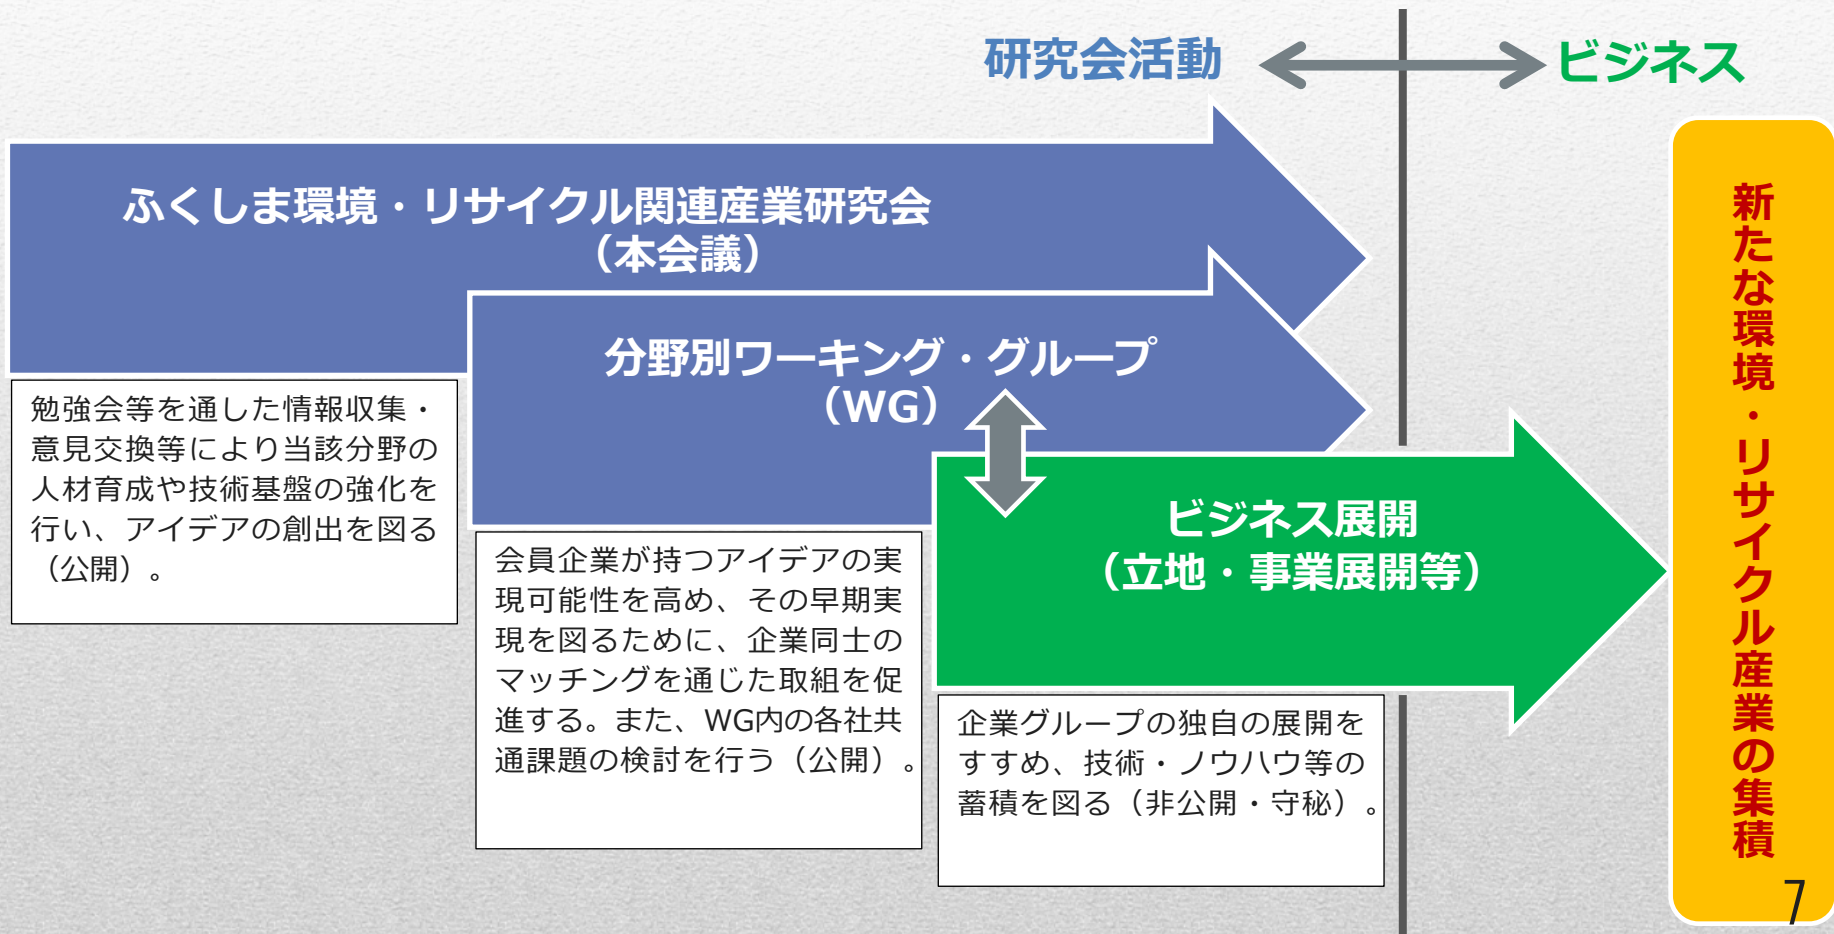 研究会活動
ビジネス
ふくしま環境・リサイクル関連産業研究会
（本会議）
勉強会等を通した情報収集・
意見交換等により当該分野の
人材育成や技術基盤の強化を
行い、アイデアの創出を図る
（公開）。
分野別ワーキング・グループ
（WG）
会員企業が持つアイデアの実
現可能性を高め、その早期実
現を図るために、企業同士の
マッチングを通じた取組を促
進する。また、WG内の各社共
通課題の検討を行う（公開）。
ビジネス展開
（立地・事業展開等）
企業グループの独自の展開を
すすめ、技術・ノウハウ等の
蓄積を図る（非公開・守秘）。
新たな環境・リサイクル産業の集積
7